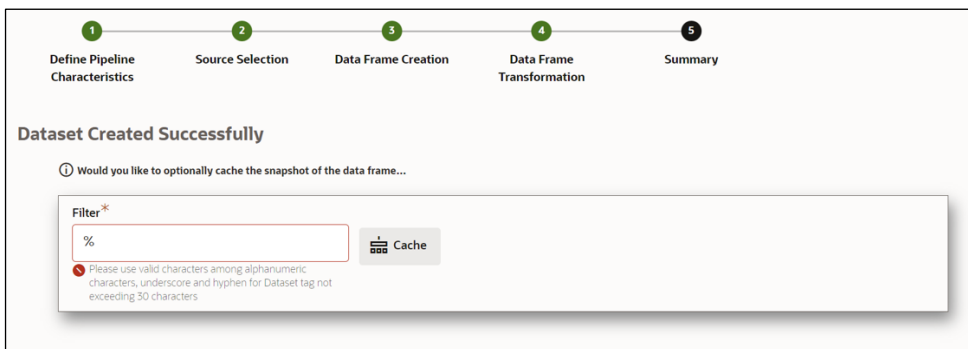 1 2 3 4 5
Define Pipeline Source Selection Data Frame Creation Data Frame Summary
Characteristics Transformation
Dataset Created Successfully
Would you like to optionally cache the snapshot of the data frame...
Filter*
%
Cache
Please use valid characters among alphanumeric
characters, underscore and hyphen for Dataset tag not
exceeding 30 characters